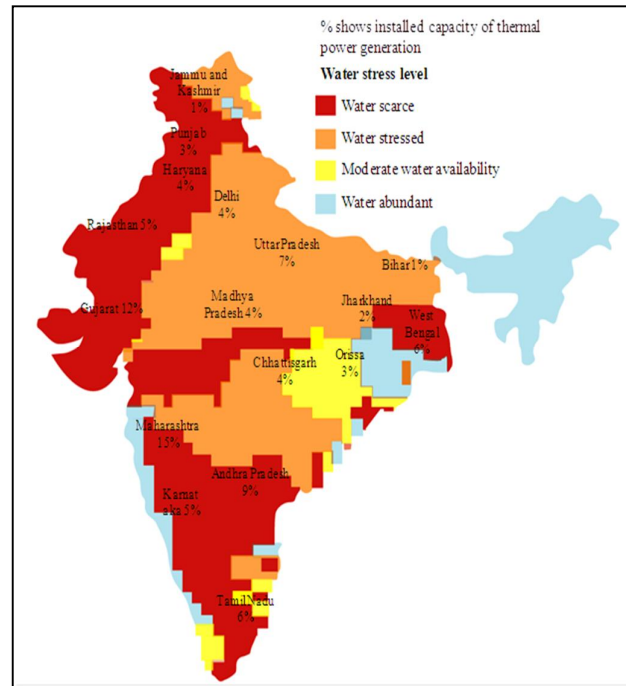 % shows installed capacity of thermal
power generation
Water stress level
Water scarce
Water stressed
Moderate water availability
Water abundant
Jammu and
Kashmir
1%
Punjab
3%
Haryana
4%
Delhi
4%
Rajasthan 5%
Uttar Pradesh
7%
Bihar 1%
Gujarat 12%
Madhya
Pradesh 4%
Jharkhand
2%
West
Bengal
6%
Chhattisgarh
4%
Orissa
3%
Maharashtra
15%
Andhra Pradesh
9%
Karnat
aka 5%
Tamil Nadu
6%